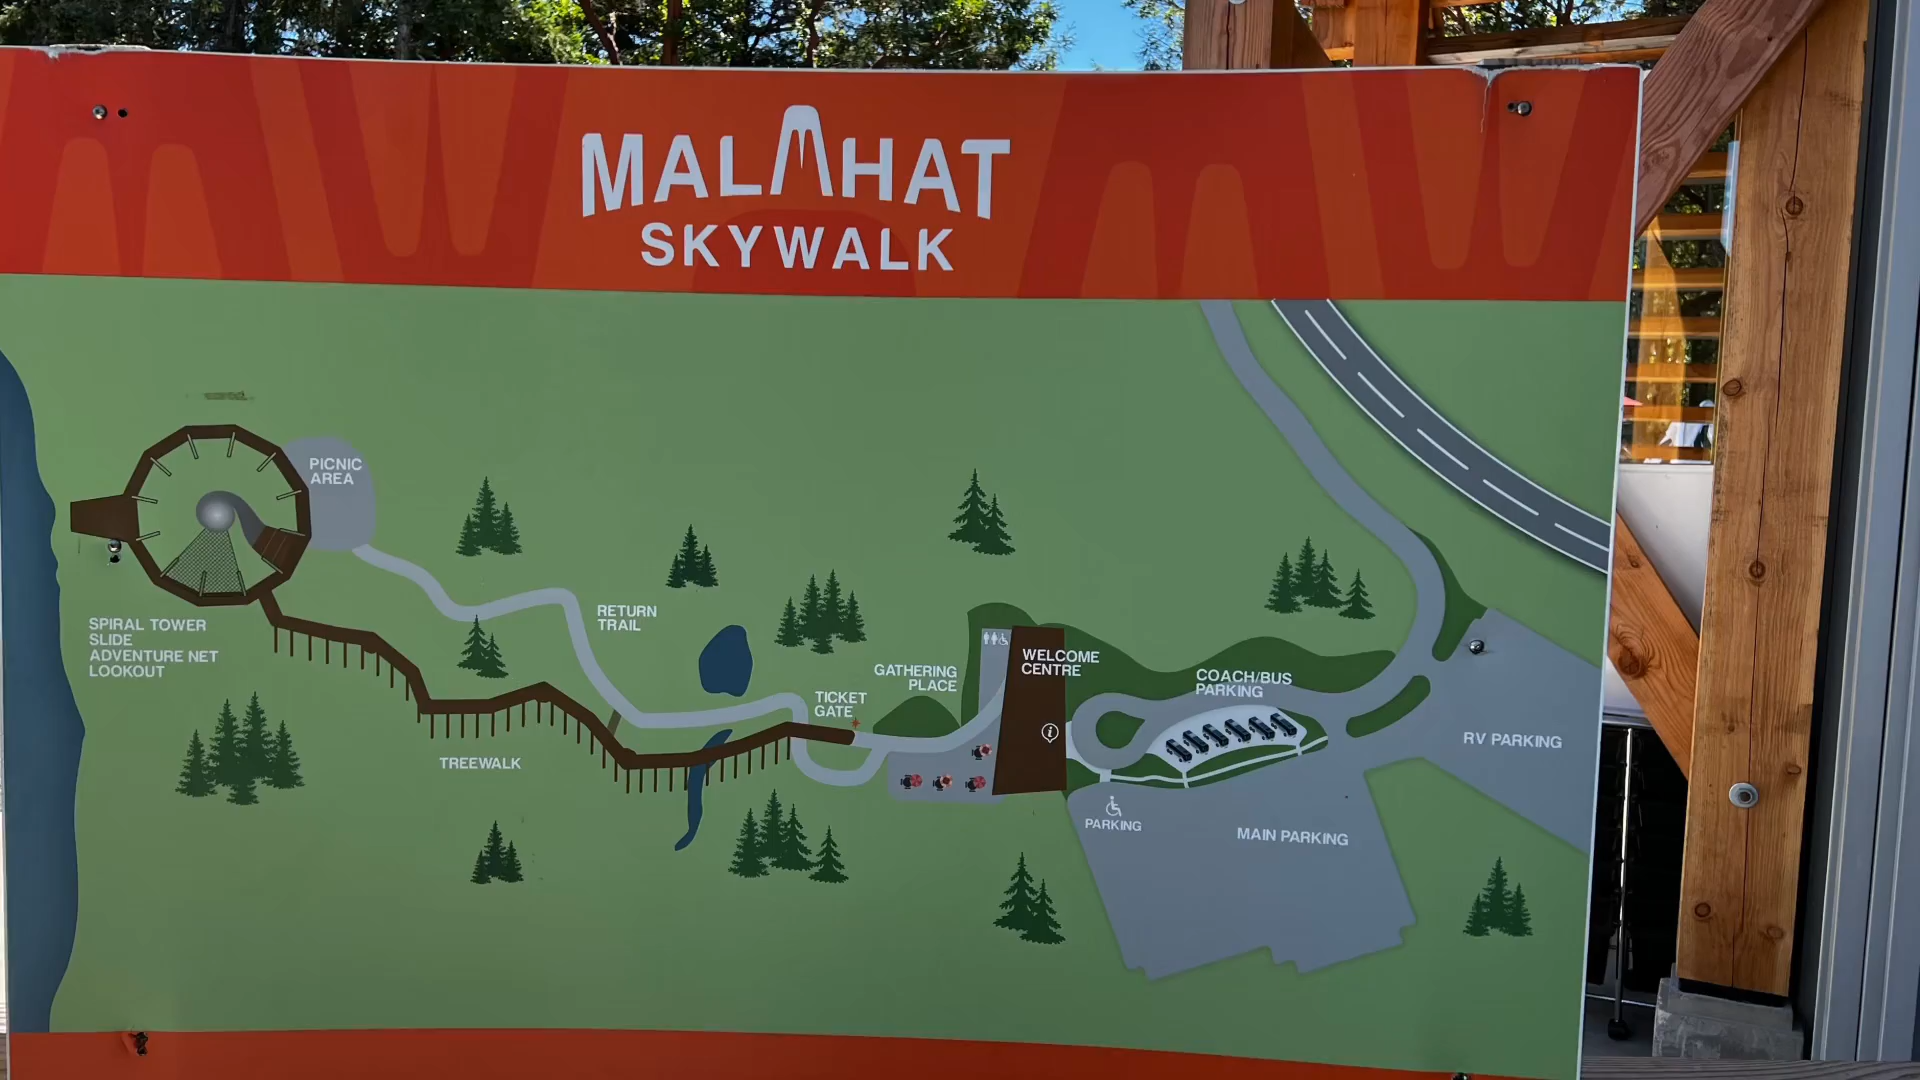 MALAHAT
SKYWALK
PICNIC
AREA
SPIRAL TOWER
SLIDE
ADVENTURE NET
LOOKOUT
RETURN
TRAIL
TREEWALK
TICKET
GATE
GATHERING
PLACE
WELCOME
CENTRE
i
COACH/BUS
PARKING
RV PARKING
PARKING
MAIN PARKING